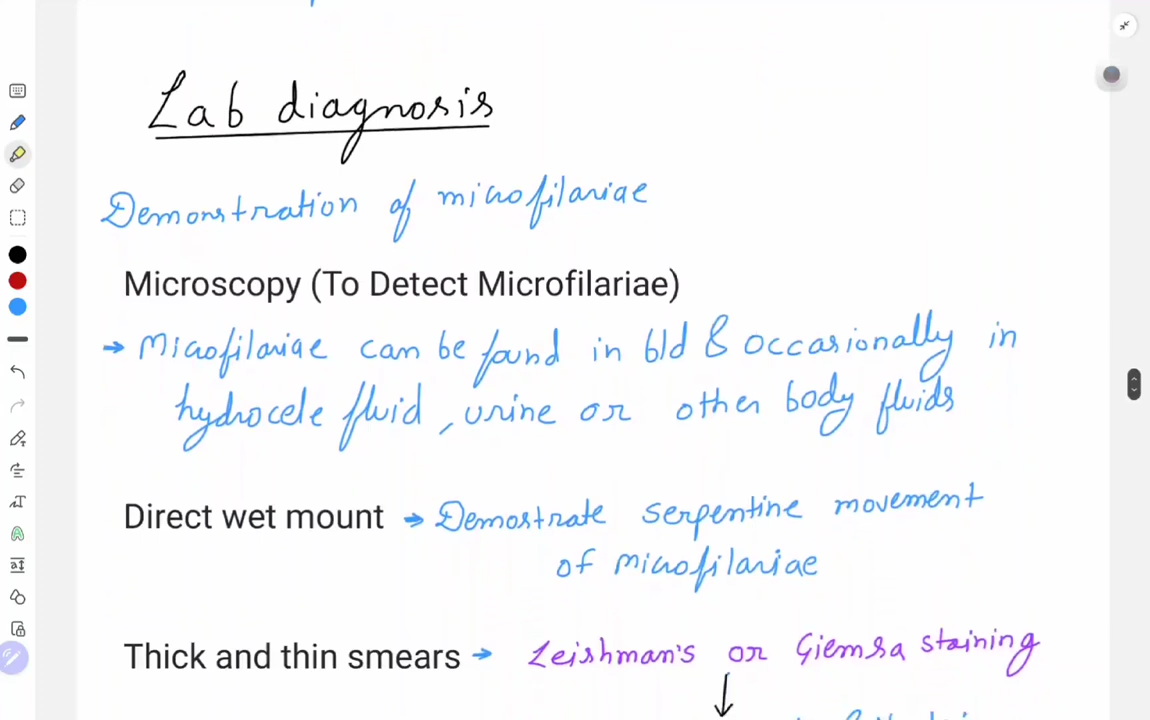 Lab diagnosis
Demonstration of microfilariae
Microscopy (To Detect Microfilariae)
→ Microfilariae can be found in bld & occasionally in
hydrocele fluid, urine or other body fluids
Direct wet mount → Demostrate serpentine movement
of microfilariae
Thick and thin smears → Leishman's or Giemsa staining